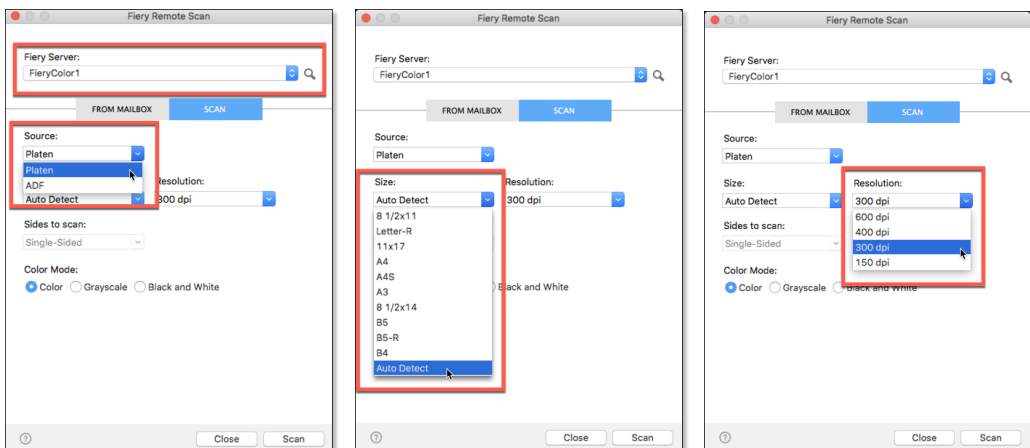 Fiery Remote Scan
Fiery Server:
FieryColor1
FROM MAILBOX
SCAN
Source:
Platen
Platen
ADF
Resolution:
Auto Detect
300 dpi
Sides to scan:
Single-Sided
Color Mode:
Color
Grayscale
Black and White
Close
Scan
Fiery Remote Scan
Fiery Server:
FieryColor1
FROM MAILBOX
SCAN
Source:
Platen
Size:
Resolution:
Auto Detect
300 dpi
8 1/2x11
Letter-R
11x17
A4
A4S
A3
Black and White
8 1/2x14
B5
B5-R
B4
Auto Detect
Close
Scan
Fiery Remote Scan
Fiery Server:
FieryColor1
FROM MAILBOX
SCAN
Source:
Platen
Size:
Resolution:
Auto Detect
300 dpi
600 dpi
400 dpi
300 dpi
150 dpi
Sides to scan:
Single-Sided
Color Mode:
Color
Grayscale
Black and White
Close
Scan